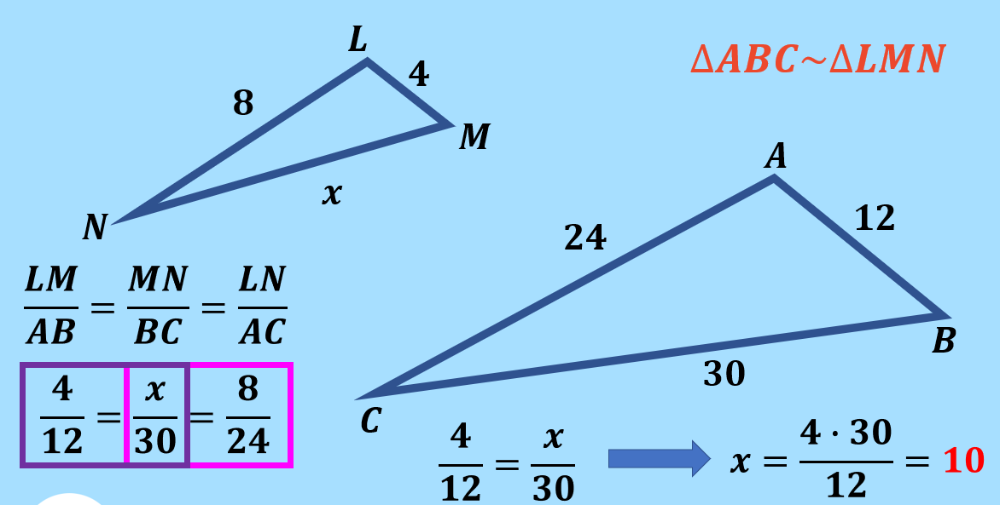 ΔABC~ΔLMN
L
4
8
M
x
N
A
12
24
B
30
C
LM/AB = MN/BC = LN/AC
4/12 = x/30 = 8/24
4/12 = x/30
x = 4 · 30/12 = 10